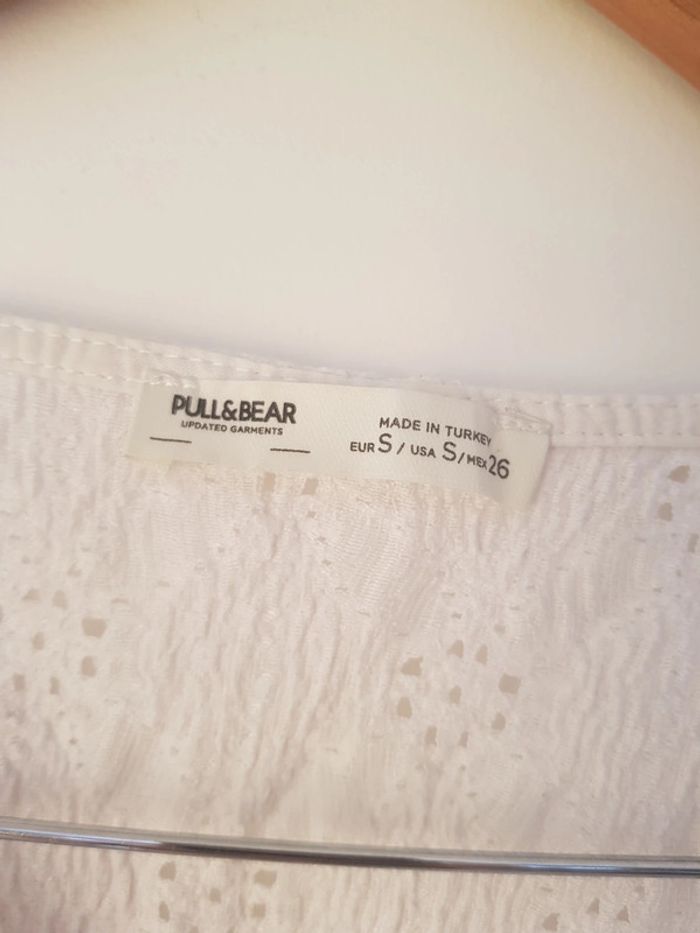 PULL&BEAR
UPDATED GARMENTS
MADE IN TURKEY
EUR S / USA S / MEX 26